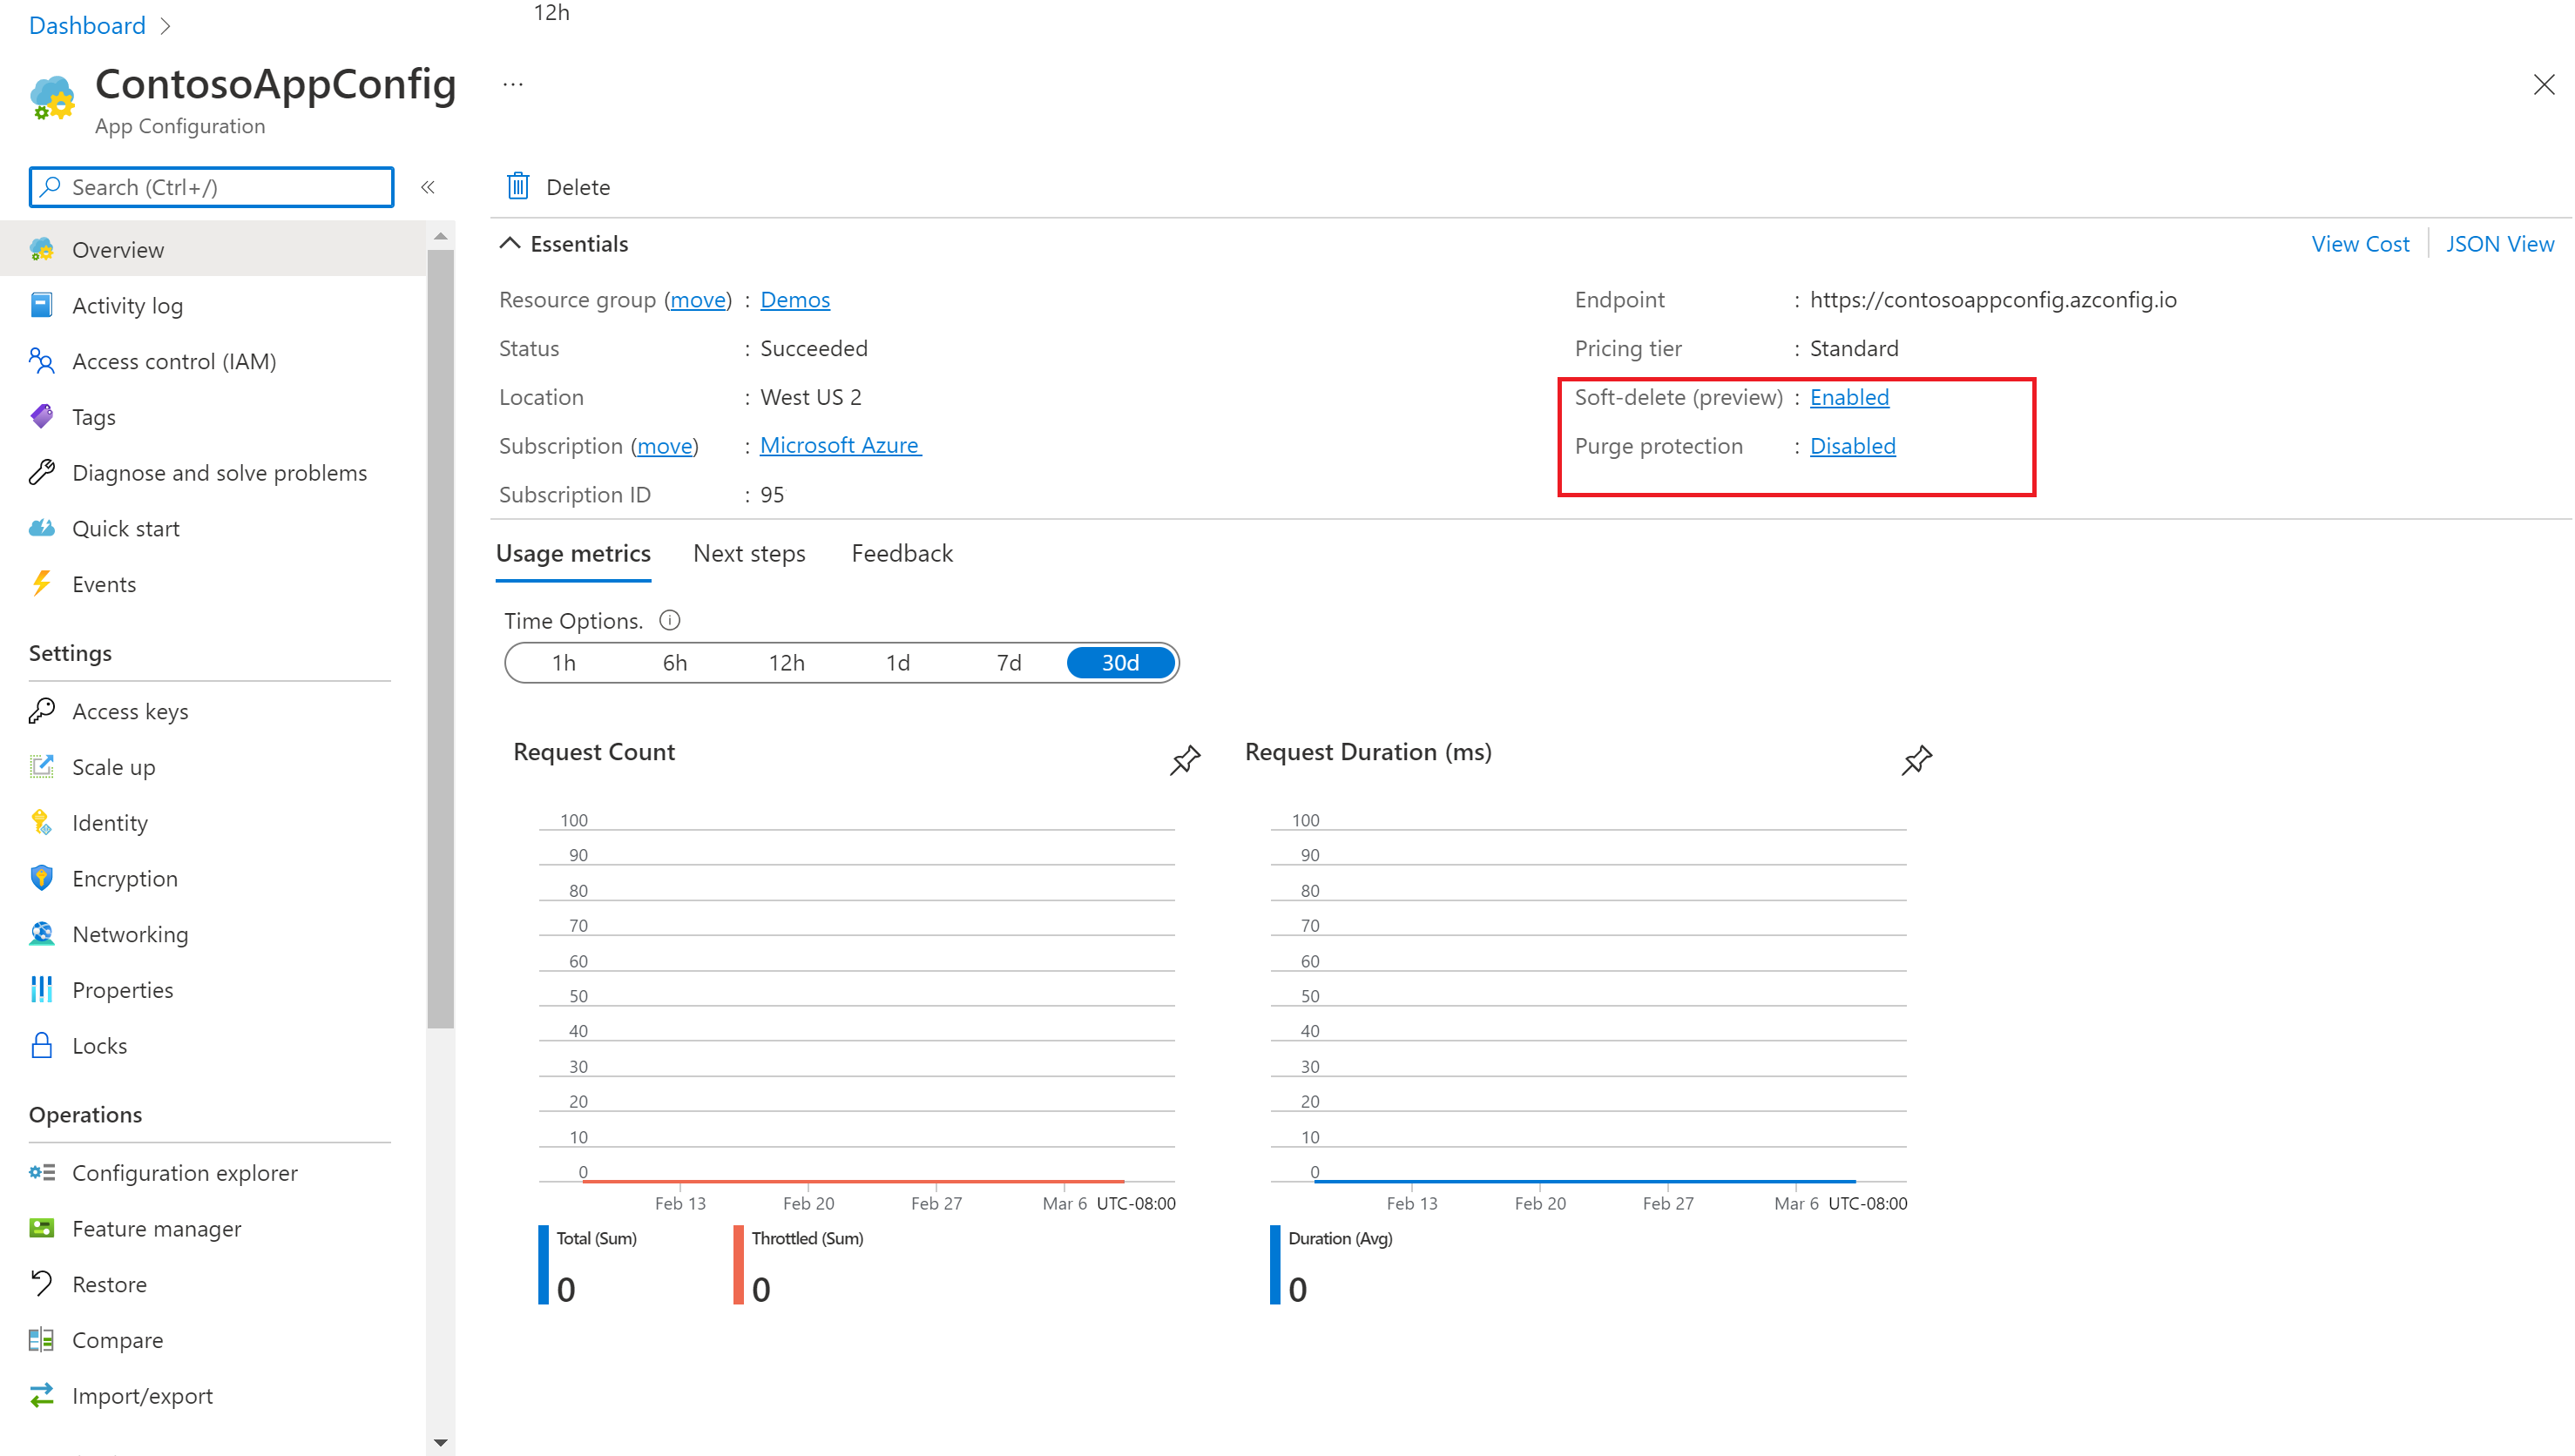 12h
Dashboard
ContosoAppConfig
...
App Configuration
Search (Ctrl+/)
«
Overview
Activity log
Access control (IAM)
Tags
Diagnose and solve problems
Quick start
Events
Settings
Access keys
Scale up
Identity
Encryption
Networking
Properties
Locks
Operations
Configuration explorer
Feature manager
Restore
Compare
Import/export
Delete
Essentials
View Cost
JSON View
Resource group (move) : Demos
Status : Succeeded
Location : West US 2
Subscription (move) : Microsoft Azure
Subscription ID : 95
Endpoint : https://contosoappconfig.azconfig.io
Pricing tier : Standard
Soft-delete (preview) : Enabled
Purge protection : Disabled
Usage metrics Next steps Feedback
Time Options.
1h 6h 12h 1d 7d 30d
Request Count
100
90
80
70
60
50
40
30
20
10
0
Feb 13 Feb 20 Feb 27 Mar 6 UTC-08:00
Total (Sum)
0
Throttled (Sum)
0
Request Duration (ms)
100
90
80
70
60
50
40
30
20
10
0
Feb 13 Feb 20 Feb 27 Mar 6 UTC-08:00
Duration (Avg)
0